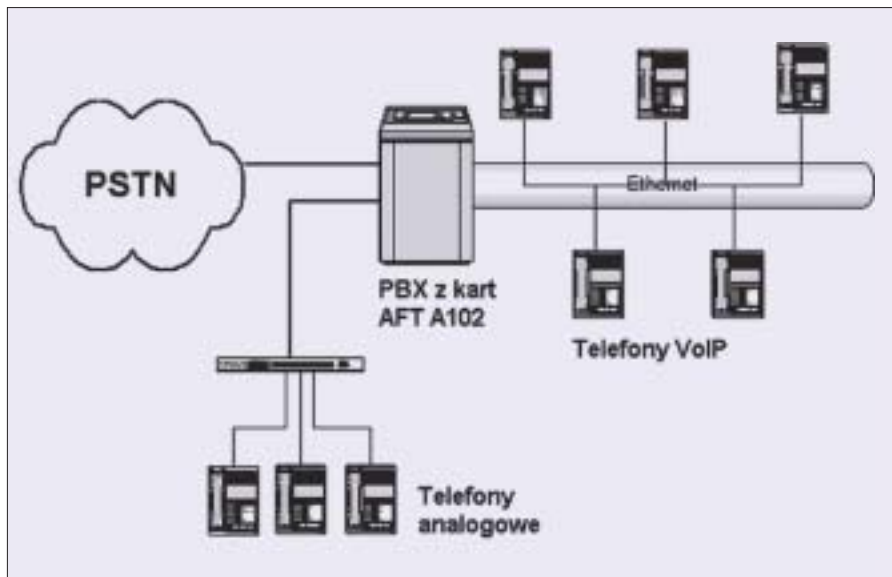 PSTN
Ethernet
PBX z kart
AFT A102
Telefony VoIP
Telefony
analogowe